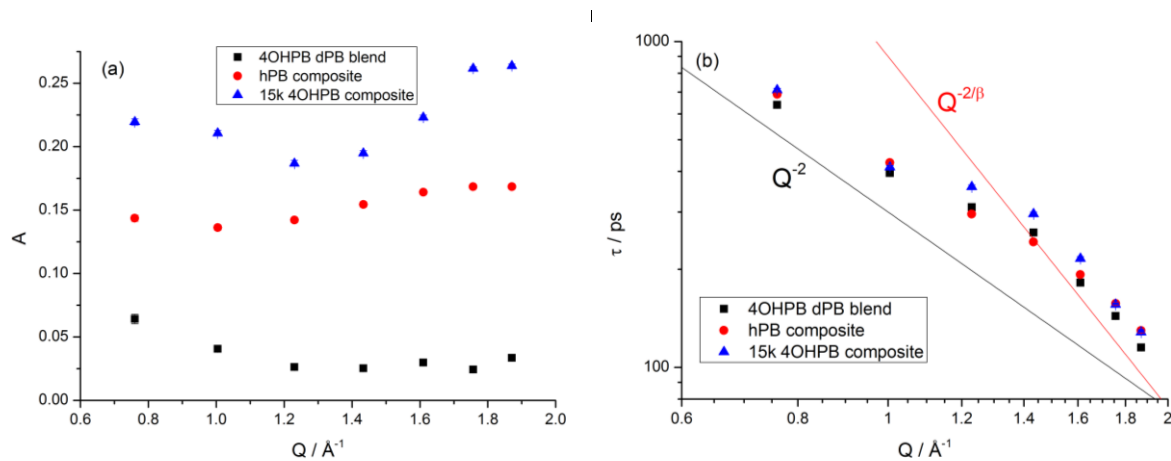 (a)
4OHPB dPB blend
hPB composite
15k 4OHPB composite
0.25
0.20
0.15
0.10
0.05
0.00
A
0.6 0.8 1.0 1.2 1.4 1.6 1.8 2.0
Q / Å⁻¹
(b)
1000
100
τ / ps
Q⁻²/ᵝ
Q⁻²
4OHPB dPB blend
hPB composite
15k 4OHPB composite
0.6 0.8 1 1.2 1.4 1.6 1.8 2
Q / Å⁻¹